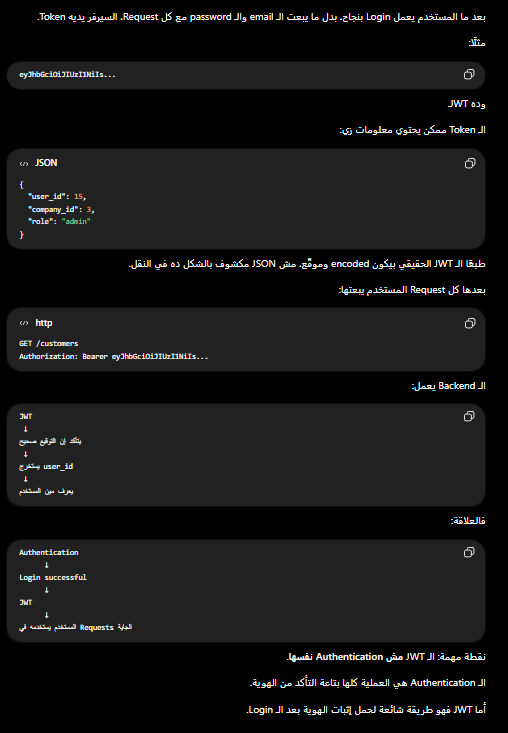 بعد ما المستخدم يعمل Login بنجاح، بدل ما يبعت الـ email والـ password مع كل Request، السيرفر يديه Token.
مثلًا:
eyJhbGciOiJIUzI1NiIs...
وده JWT.
الـ Token ممكن يحتوي معلومات زي:
JSON
{
"user_id": 15,
"company_id": 3,
"role": "admin"
}
طبعًا الـ JWT الحقيقي بيكون encoded وموقّع، مش JSON مكشوف بالشكل ده في النقل.
بعدها كل Request المستخدم يبعتها:
http
GET /customers
Authorization: Bearer eyJhbGciOiJIUzI1NiIs...
الـ Backend يعمل:
JWT
↓
يتأكد إن التوقيع صحيح
↓
يستخرج user_id
↓
يعرف مين المستخدم
فالعلاقة:
Authentication
↓
Login successful
↓
JWT
↓
المستخدم يستخدمه في Requests الجاية
نقطة مهمة: الـ JWT مش Authentication نفسها.
الـ Authentication هي العملية كلها بتاعة التأكد من الهوية.
أما JWT فهو طريقة شائعة لحمل إثبات الهوية بعد الـ Login.